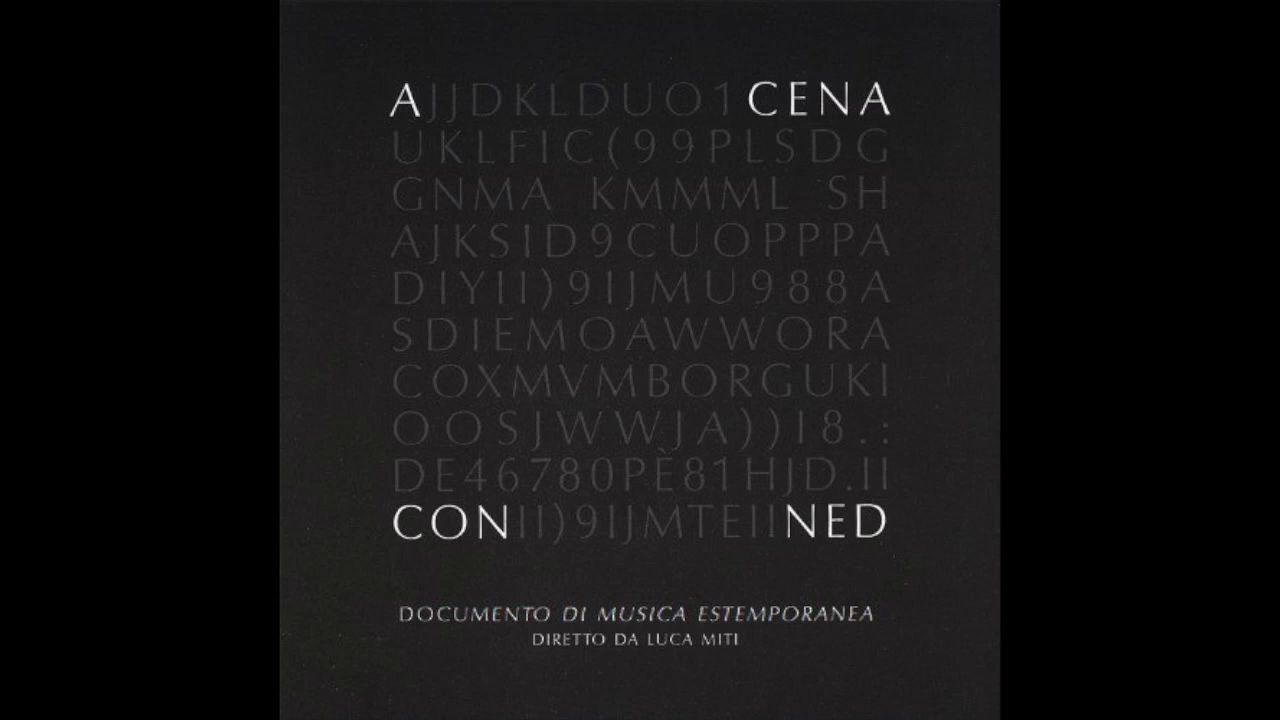 AJJDKLDUO1CENA
UKLFIC(99PLSDG
GNMA KMMML SH
AJKSID9CUOPPPA
DIYII)9IJMU988A
SDIEMOAWWORA
COXMVMBORGUKI
OOSJWWJA))18.:
DE46780PÈ81HJD.II
CONII)9IJMTEIINED
DOCUMENTO DI MUSICA ESTEMPORANEA
DIRETTO DA LUCA MITI